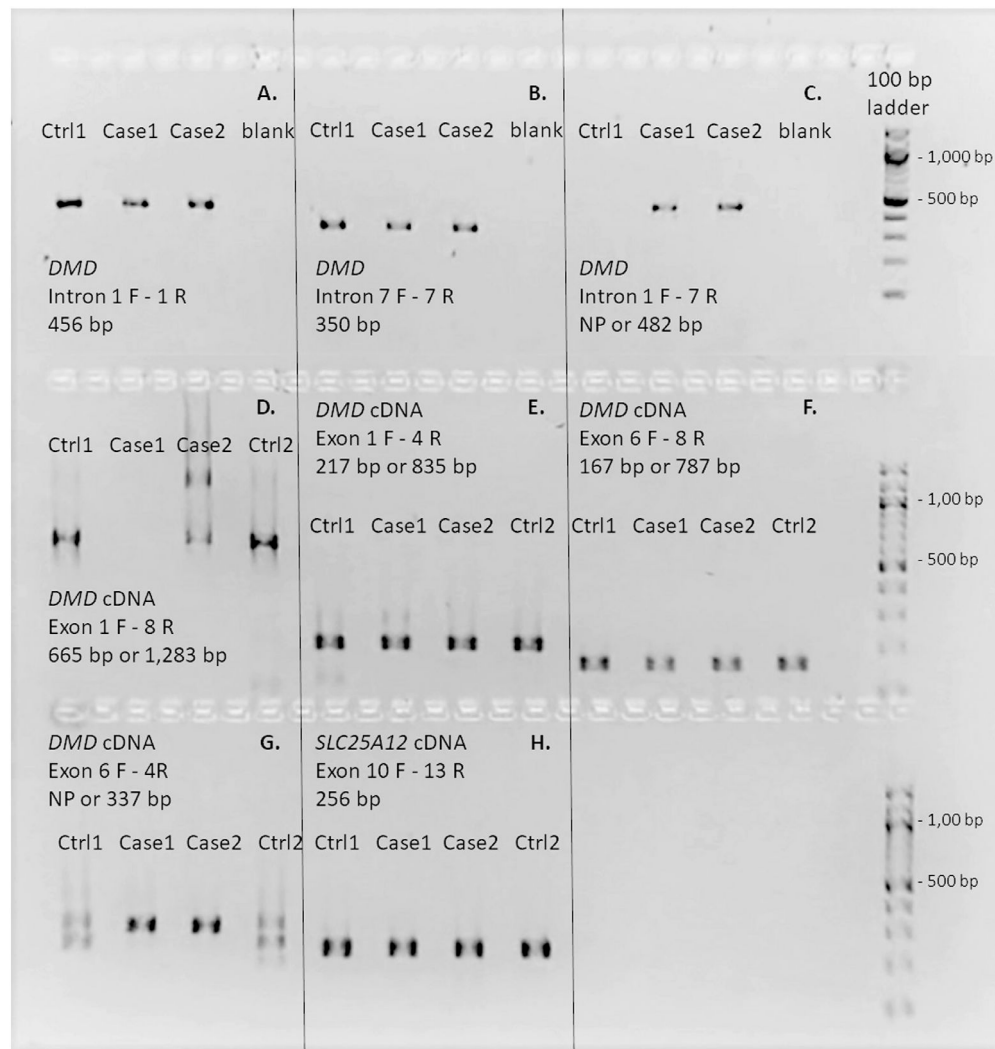 A.
Ctrl1 Case1 Case2 blank
DMD
Intron 1 F - 1 R
456 bp
B.
Ctrl1 Case1 Case2 blank
DMD
Intron 7 F - 7 R
350 bp
C.
Ctrl1 Case1 Case2 blank
DMD
Intron 1 F - 7 R
NP or 482 bp
100 bp
ladder
- 1,000 bp
- 500 bp
D.
Ctrl1 Case1 Case2 Ctrl2
DMD cDNA
Exon 1 F - 8 R
665 bp or 1,283 bp
DMD cDNA
E.
Exon 1 F - 4 R
217 bp or 835 bp
Ctrl1 Case1 Case2 Ctrl2
DMD cDNA
F.
Exon 6 F - 8 R
167 bp or 787 bp
Ctrl1 Case1 Case2 Ctrl2
- 1,00 bp
- 500 bp
DMD cDNA
G.
Exon 6 F - 4R
NP or 337 bp
Ctrl1 Case1 Case2 Ctrl2
SLC25A12 cDNA
H.
Exon 10 F - 13 R
256 bp
Ctrl1 Case1 Case2 Ctrl2
- 1,00 bp
- 500 bp